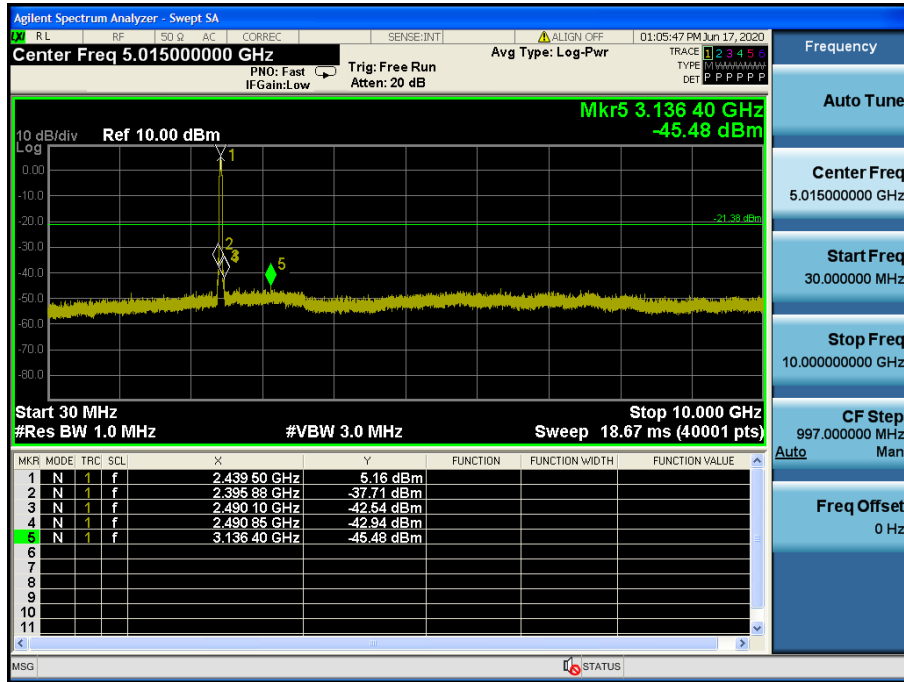 Agilent Spectrum Analyzer - Swept SA
LXI RL RF 50 Ω AC CORREC SENSE:INT ALIGN OFF 01:05:47 PM Jun 17, 2020
Center Freq 5.015000000 GHz
PNO: Fast
IFGain:Low
Trig: Free Run
Atten: 20 dB
Avg Type: Log-Pwr
TRACE 1 2 3 4 5 6
TYPE M WWWWW
DET P P P P P P
Mkr5 3.136 40 GHz
-45.48 dBm
10 dB/div Ref 10.00 dBm
Log
0.00
-10.0
-20.0
-30.0
-40.0
-50.0
-60.0
-70.0
-80.0
1
2
5
-21.36 dBm
Start 30 MHz Stop 10.000 GHz
#Res BW 1.0 MHz #VBW 3.0 MHz Sweep 18.67 ms (40001 pts)
MKR MODE TRC SCL X Y FUNCTION FUNCTION WIDTH FUNCTION VALUE
1 N 1 f 2.439 50 GHz 5.16 dBm
2 N 1 f 2.395 88 GHz -37.71 dBm
3 N 1 f 2.490 10 GHz -42.54 dBm
4 N 1 f 2.490 85 GHz -42.94 dBm
5 N 1 f 3.136 40 GHz -45.48 dBm
6
7
8
9
10
11
MSG STATUS
Frequency
Auto Tune
Center Freq
5.015000000 GHz
Start Freq
30.000000 MHz
Stop Freq
10.000000000 GHz
CF Step
997.000000 MHz
Auto Man
Freq Offset
0 Hz